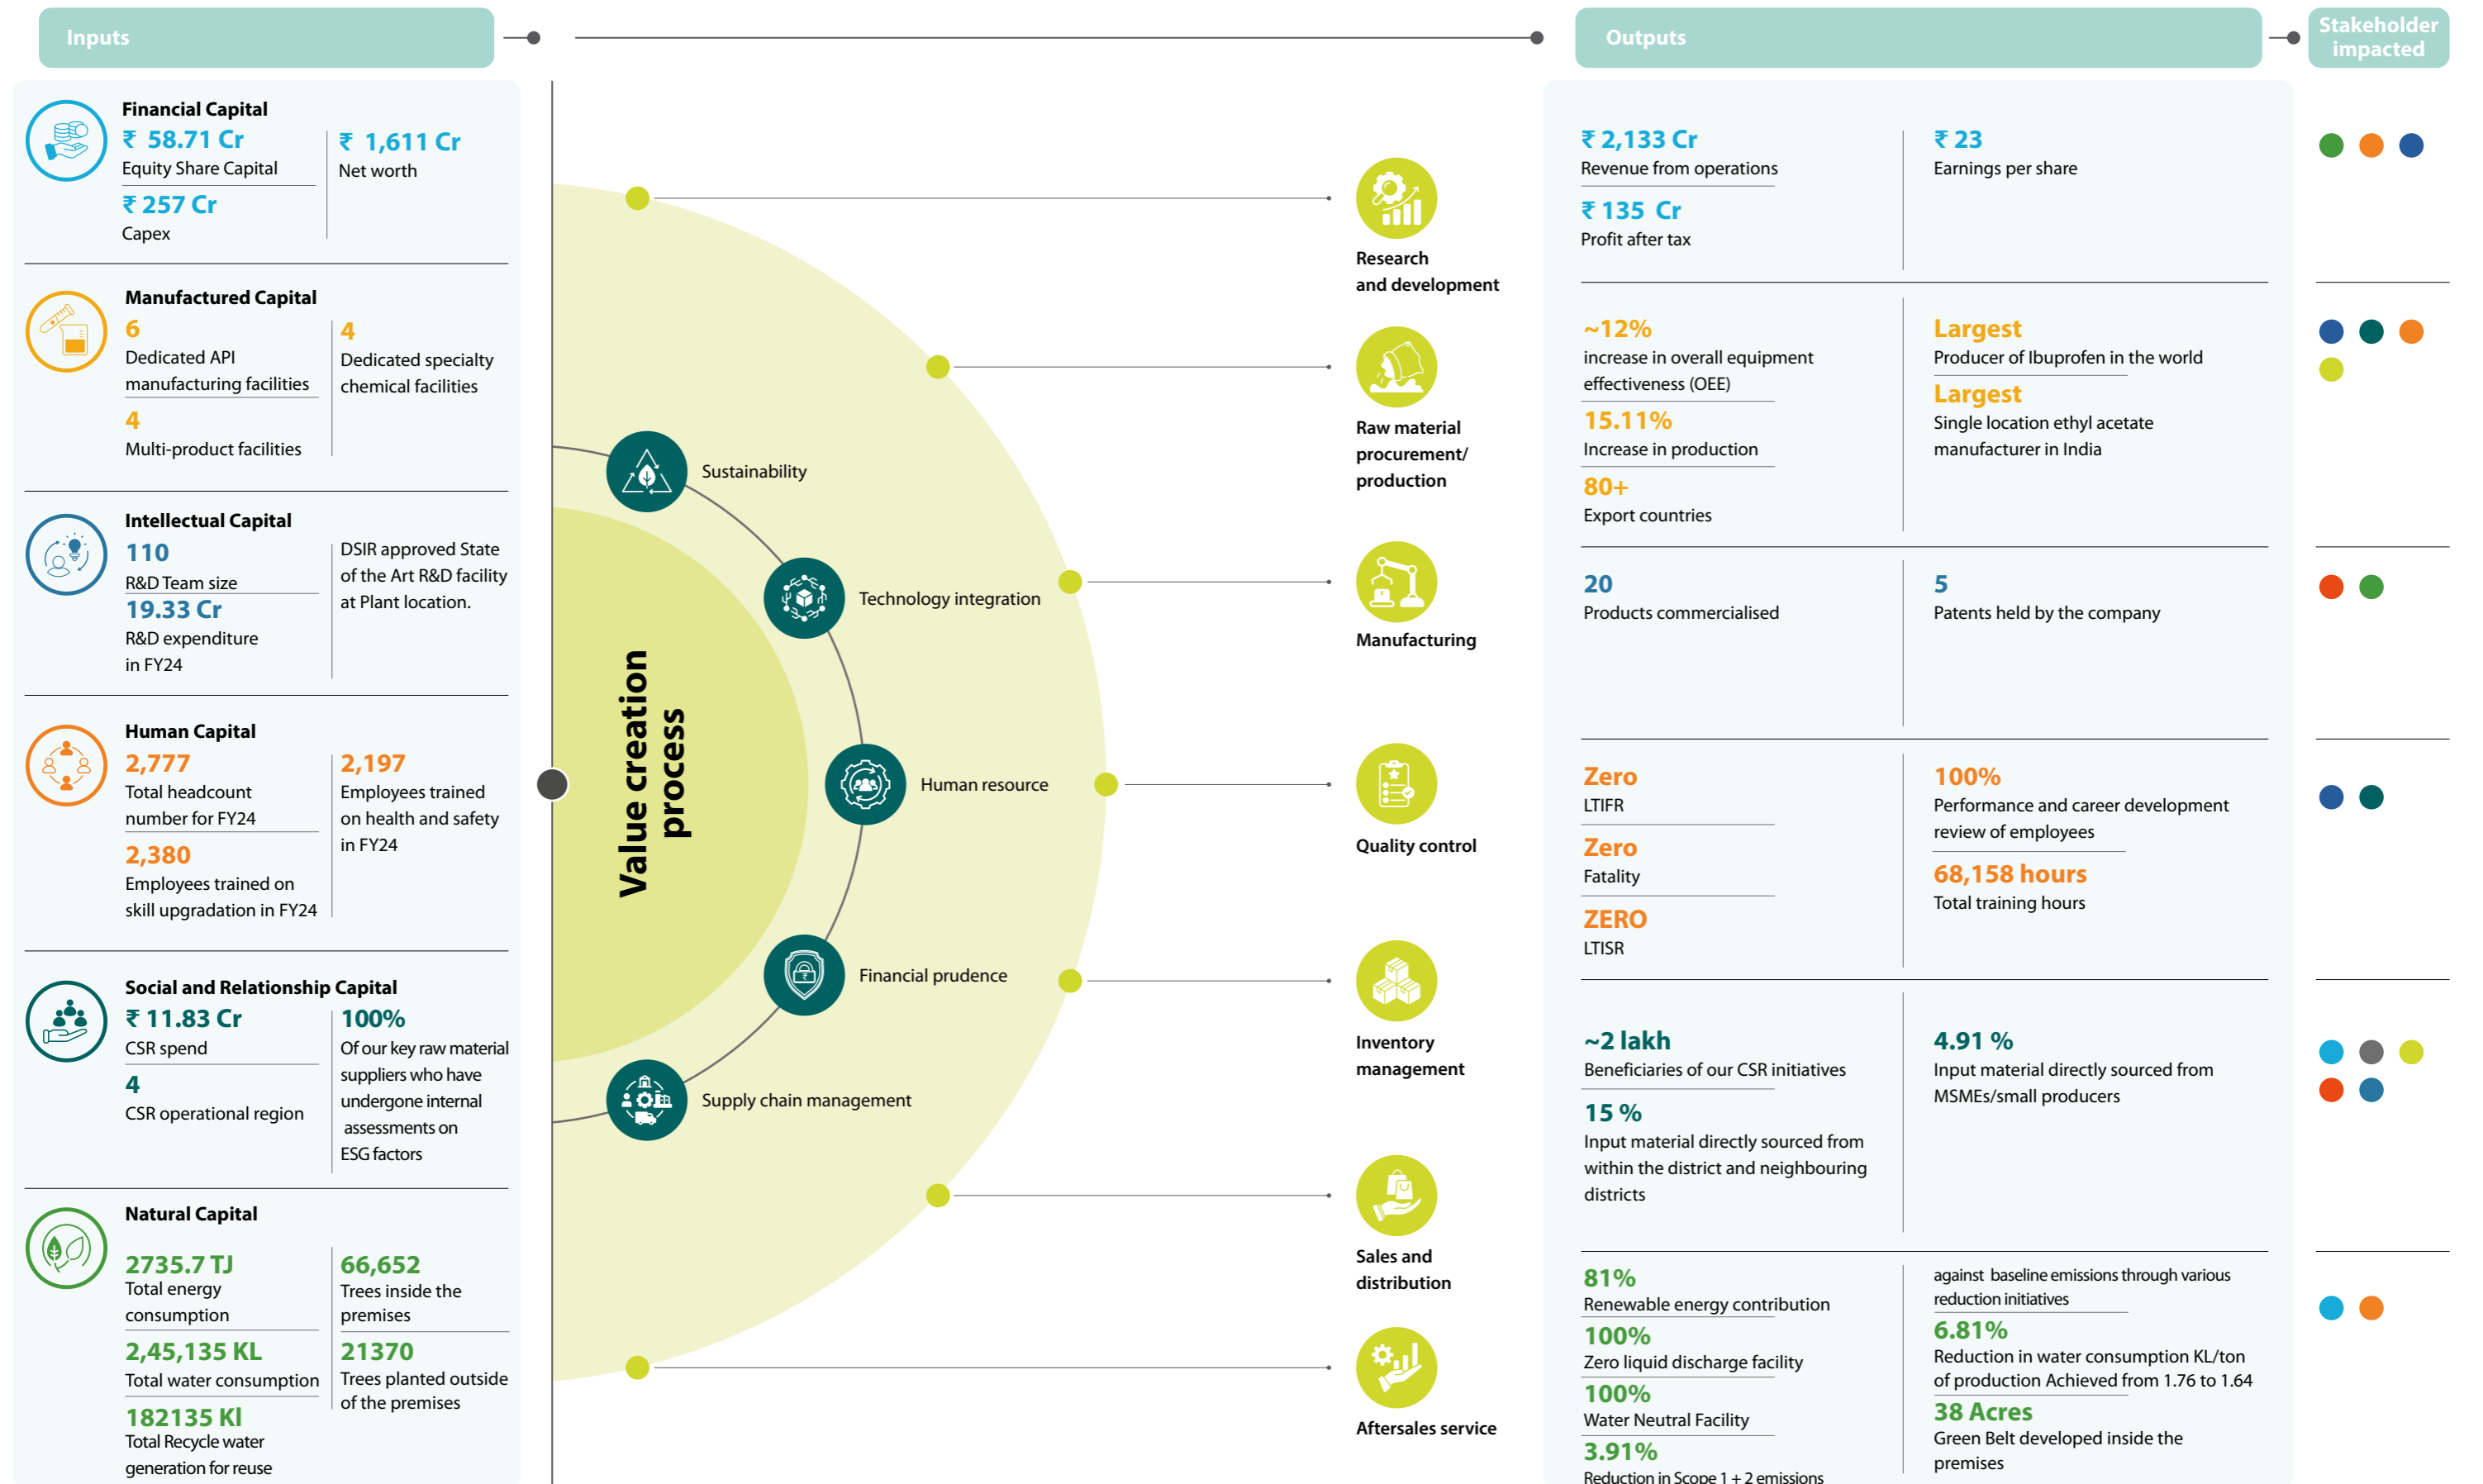 Inputs
Outputs
Stakeholder
impacted
Financial Capital
₹ 58.71 Cr
Equity Share Capital
₹ 257 Cr
Capex
₹ 1,611 Cr
Net worth
Manufactured Capital
6
Dedicated API
manufacturing facilities
4
Multi-product facilities
4
Dedicated specialty
chemical facilities
Intellectual Capital
110
R&D Team size
19.33 Cr
R&D expenditure
in FY24
DSIR approved State
of the Art R&D facility
at Plant location.
Human Capital
2,777
Total headcount
number for FY24
2,380
Employees trained on
skill upgradation in FY24
2,197
Employees trained
on health and safety
in FY24
Social and Relationship Capital
₹ 11.83 Cr
CSR spend
4
CSR operational region
100%
Of our key raw material
suppliers who have
undergone internal
assessments on
ESG factors
Natural Capital
2735.7 TJ
Total energy
consumption
2,45,135 KL
Total water consumption
182135 Kl
Total Recycle water
generation for reuse
66,652
Trees inside the
premises
21370
Trees planted outside
of the premises
Value creation
process
Sustainability
Technology integration
Human resource
Financial prudence
Supply chain management
Research
and development
Raw material
procurement/
production
Manufacturing
Quality control
Inventory
management
Sales and
distribution
Aftersales service
₹ 2,133 Cr
Revenue from operations
₹ 135 Cr
Profit after tax
₹ 23
Earnings per share
~12%
increase in overall equipment
effectiveness (OEE)
15.11%
Increase in production
80+
Export countries
Largest
Producer of Ibuprofen in the world
Largest
Single location ethyl acetate
manufacturer in India
20
Products commercialised
5
Patents held by the company
Zero
LTIFR
Zero
Fatality
ZERO
LTISR
100%
Performance and career development
review of employees
68,158 hours
Total training hours
~2 lakh
Beneficiaries of our CSR initiatives
15 %
Input material directly sourced from
within the district and neighbouring
districts
4.91 %
Input material directly sourced from
MSMEs/small producers
81%
Renewable energy contribution
100%
Zero liquid discharge facility
100%
Water Neutral Facility
3.91%
Reduction in Scope 1 + 2 emissions
against baseline emissions through various
reduction initiatives
6.81%
Reduction in water consumption KL/ton
of production Achieved from 1.76 to 1.64
38 Acres
Green Belt developed inside the
premises